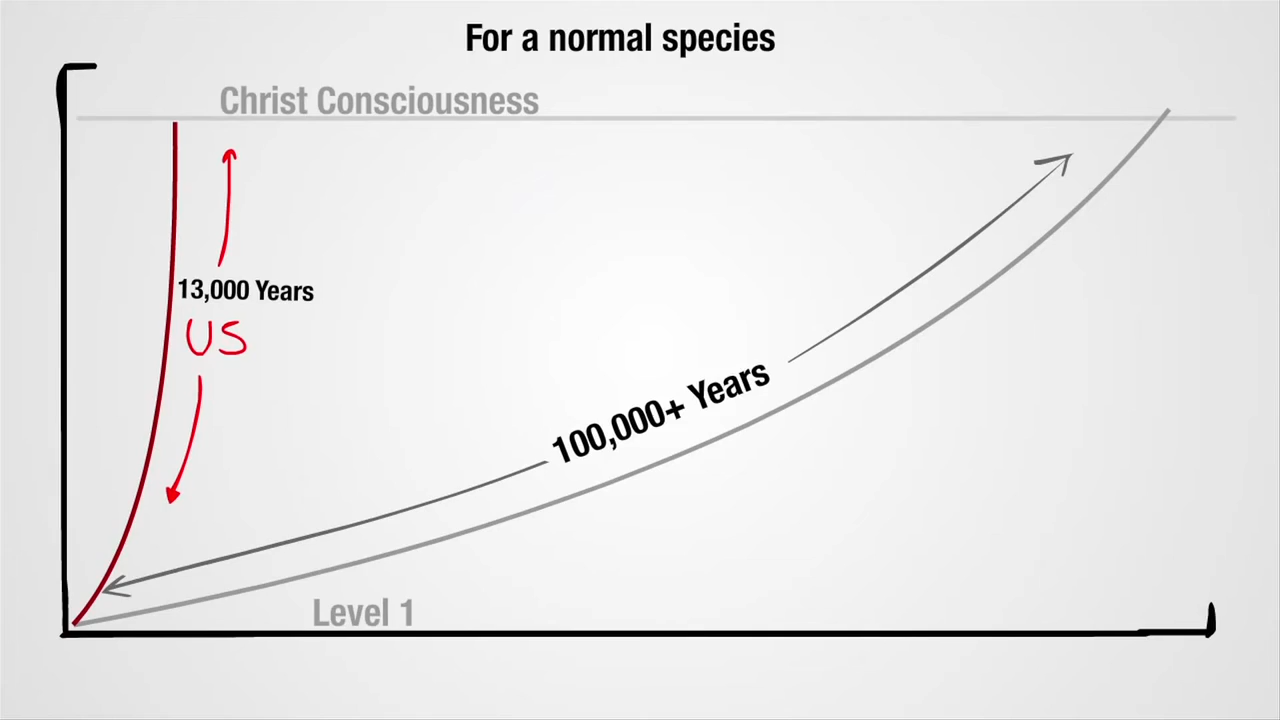 For a normal species
Christ Consciousness
13,000 Years
US
100,000+ Years
Level 1